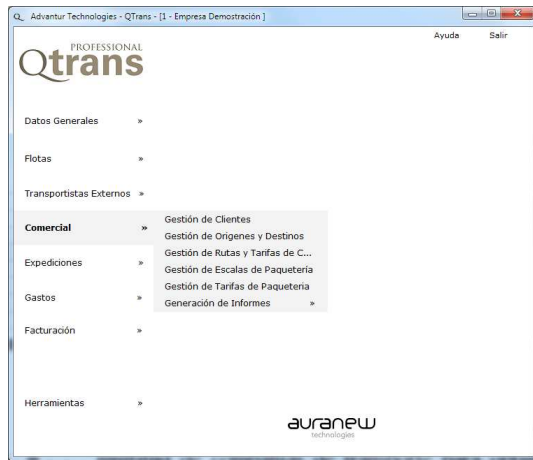 Advantur Technologies - QTrans - [1 - Empresa Demostración ]
Ayuda Salir
PROFESSIONAL
Qtrans
Datos Generales »
Flotas »
Transportistas Externos »
Comercial »
Gestión de Clientes
Gestión de Origenes y Destinos
Gestión de Rutas y Tarifas de C...
Gestión de Escalas de Paquetería
Gestión de Tarifas de Paqueteria
Generación de Informes »
Expediciones »
Gastos »
Facturación »
Herramientas »
auranew
technologies